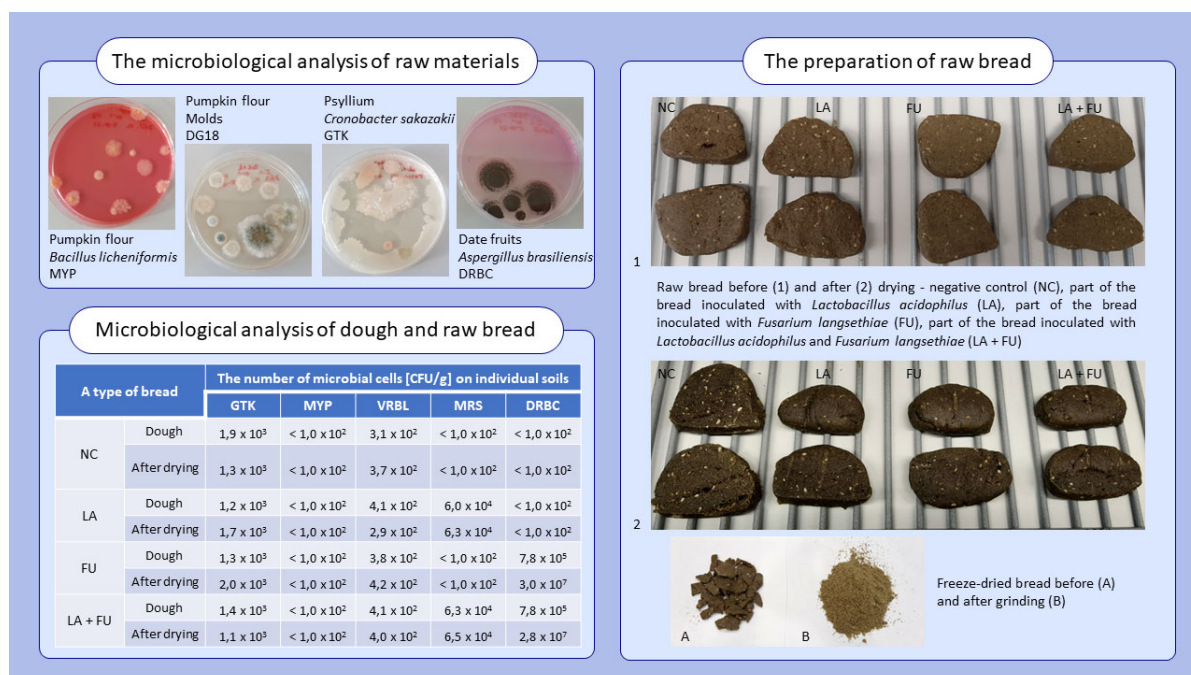 The microbiological analysis of raw materials
Pumpkin flour
Molds
DG18
Psyllium
Cronobacter sakazakii
GTK
Pumpkin flour
Bacillus licheniformis
MYP
Date fruits
Aspergillus brasiliensis
DRBC
Microbiological analysis of dough and raw bread
A type of bread
The number of microbial cells [CFU/g] on individual soils
GTK MYP VRBL MRS DRBC
NC
Dough 1,9 x 10³ < 1,0 x 10² 3,1 x 10² < 1,0 x 10² < 1,0 x 10²
After drying 1,3 x 10³ < 1,0 x 10² 3,7 x 10² < 1,0 x 10² < 1,0 x 10²
LA
Dough 1,2 x 10³ < 1,0 x 10² 4,1 x 10² 6,0 x 10⁴ < 1,0 x 10²
After drying 1,7 x 10³ < 1,0 x 10² 2,9 x 10² 6,3 x 10⁴ < 1,0 x 10²
FU
Dough 1,3 x 10³ < 1,0 x 10² 3,8 x 10² < 1,0 x 10² 7,8 x 10⁵
After drying 2,0 x 10³ < 1,0 x 10² 4,2 x 10² < 1,0 x 10² 3,0 x 10⁷
LA + FU
Dough 1,4 x 10³ < 1,0 x 10² 4,1 x 10² 6,3 x 10⁴ 7,8 x 10⁵
After drying 1,1 x 10³ < 1,0 x 10² 4,0 x 10² 6,5 x 10⁴ 2,8 x 10⁷
The preparation of raw bread
NC LA FU LA + FU
1
Raw bread before (1) and after (2) drying - negative control (NC), part of the
bread inoculated with Lactobacillus acidophilus (LA), part of the bread
inoculated with Fusarium langsethiae (FU), part of the bread inoculated with
Lactobacillus acidophilus and Fusarium langsethiae (LA + FU)
NC LA FU LA + FU
2
A B
Freeze-dried bread before (A)
and after grinding (B)